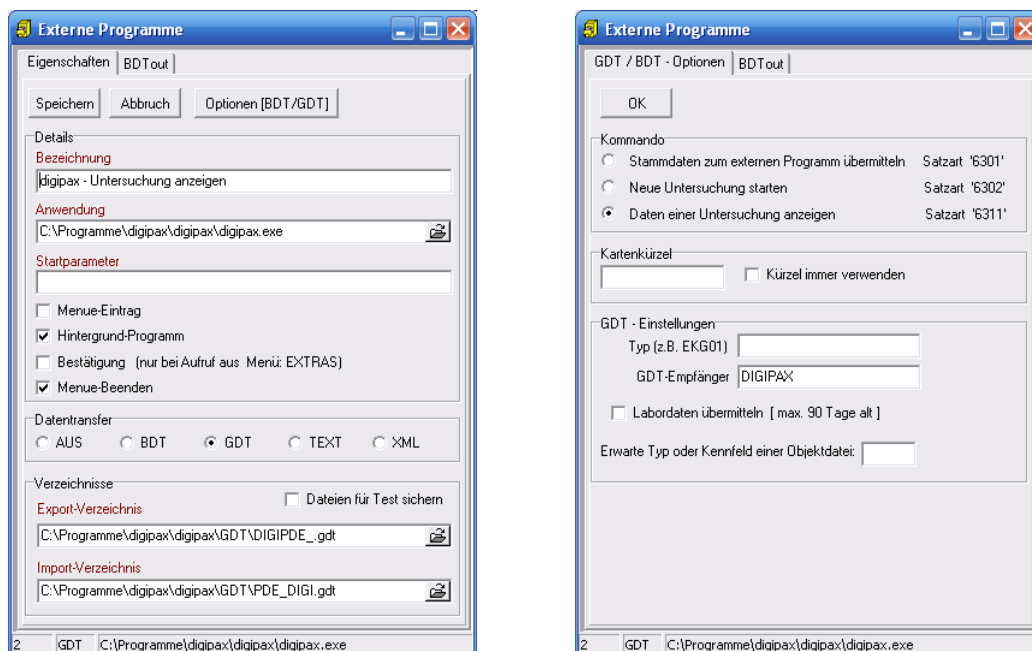 Externe Programme
Eigenschaften BDTout
Speichern Abbruch Optionen [BDT/GDT]
Details
Bezeichnung
digipax - Untersuchung anzeigen
Anwendung
C:\Programme\digipax\digipax\digipax.exe
Startparameter
Menue-Eintrag
Hintergrund-Programm
Bestätigung (nur bei Aufruf aus Menü: EXTRAS)
Menue-Beenden
Datentransfer
AUS BDT GDT TEXT XML
Verzeichnisse
Dateien für Test sichern
Export-Verzeichnis
C:\Programme\digipax\digipax\GDT\DIGIPDE_.gdt
Import-Verzeichnis
C:\Programme\digipax\digipax\GDT\PDE_DIGI.gdt
2 GDT C:\Programme\digipax\digipax\digipax.exe
Externe Programme
GDT / BDT - Optionen BDTout
OK
Kommando
Stammdaten zum externen Programm übermitteln Satzart '6301'
Neue Untersuchung starten Satzart '6302'
Daten einer Untersuchung anzeigen Satzart '6311'
Kartenkürzel
Kürzel immer verwenden
GDT - Einstellungen
Typ (z.B. EKG01)
GDT-Empfänger DIGIPAX
Labordaten übermitteln [ max. 90 Tage alt ]
Erwarte Typ oder Kennfeld einer Objektdatei:
2 GDT C:\Programme\digipax\digipax\digipax.exe